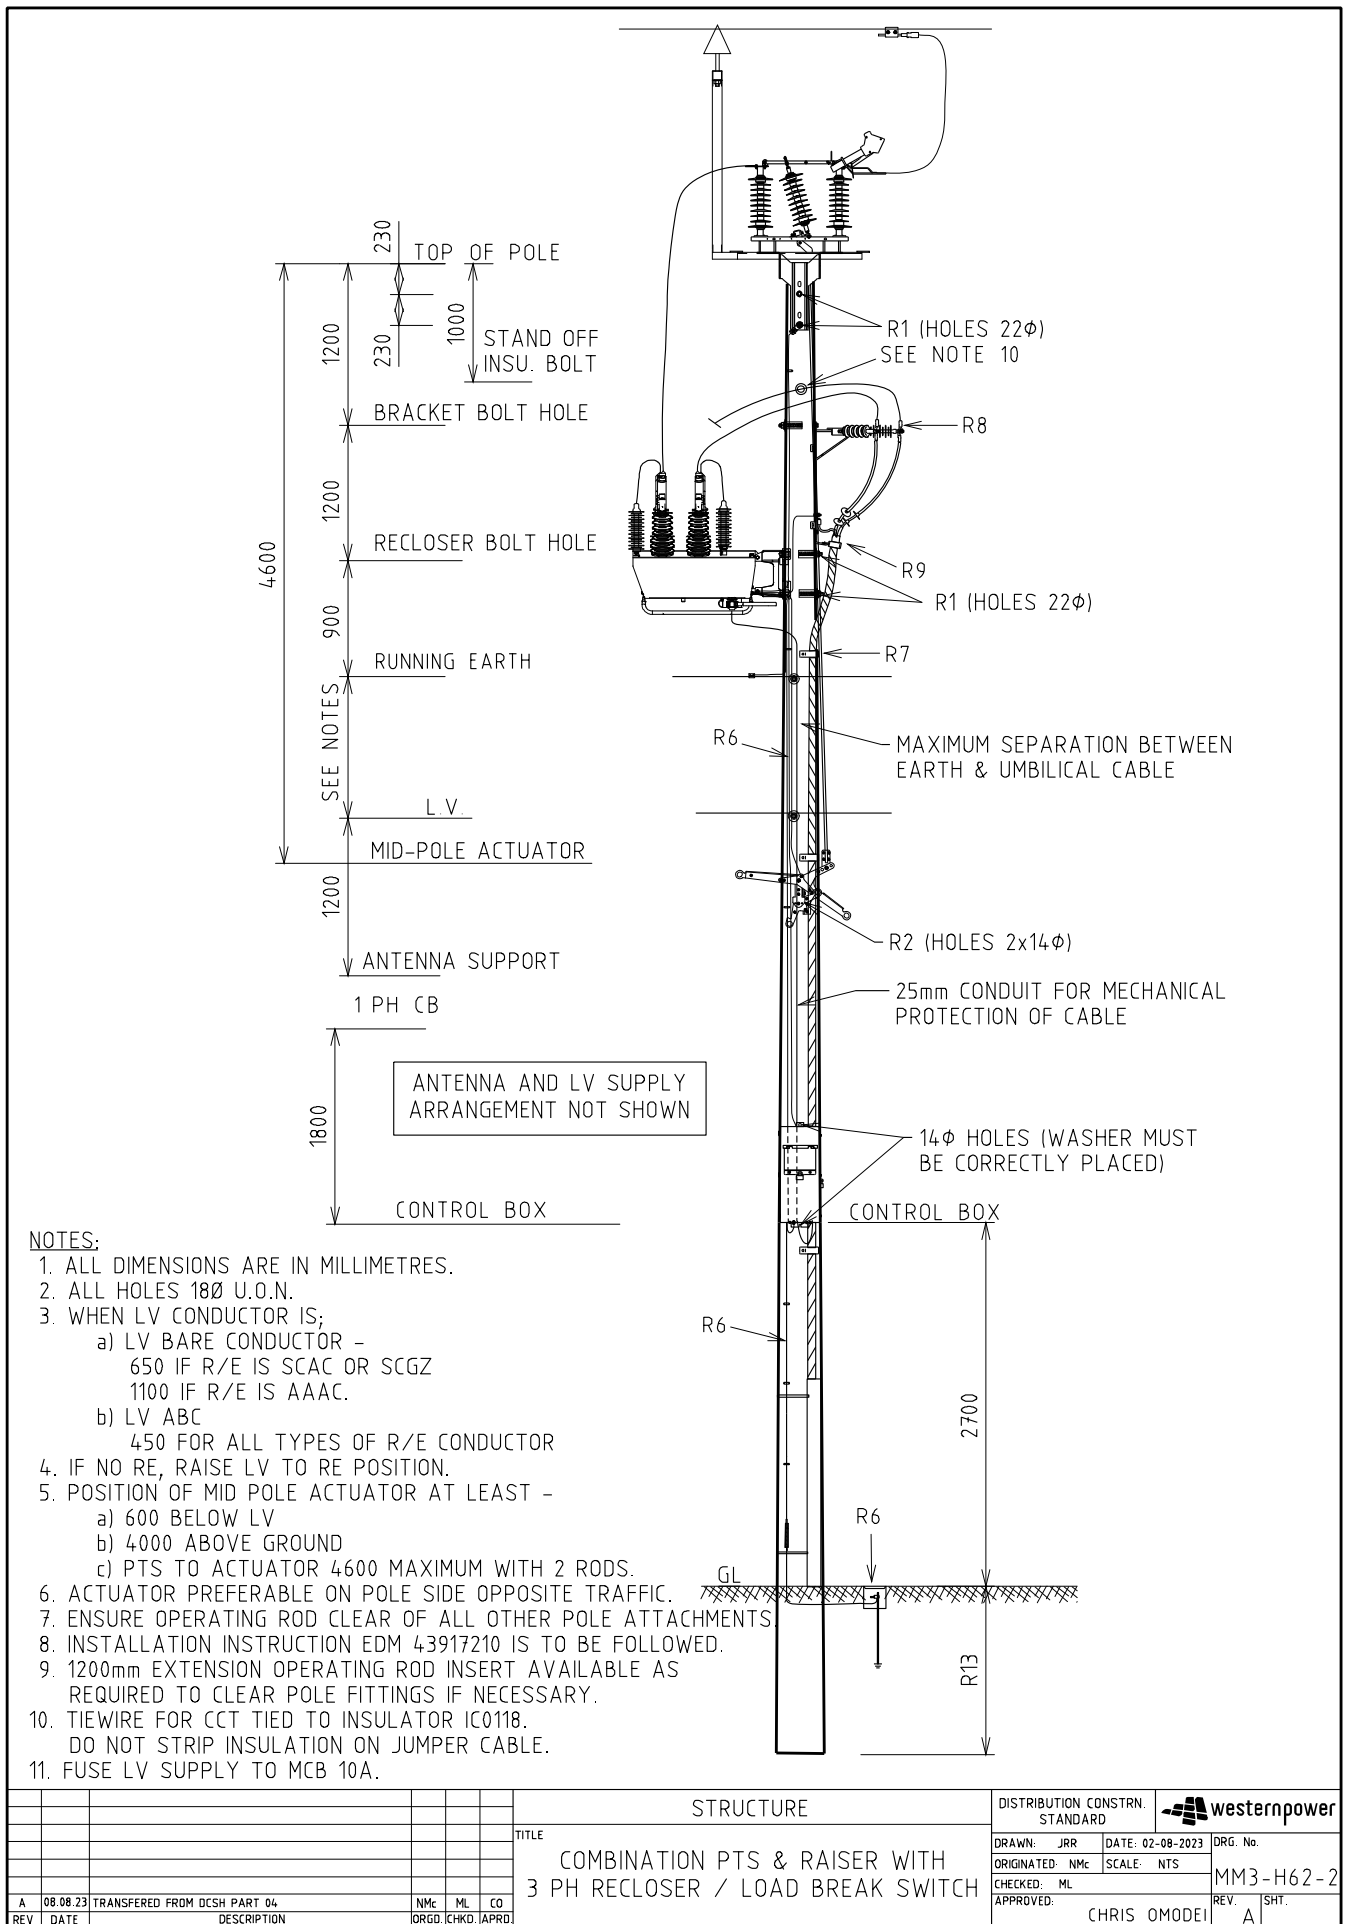 230
TOP OF POLE
1200
230
1000
STAND OFF
INSU. BOLT
R1 (HOLES 22Φ)
SEE NOTE 10
BRACKET BOLT HOLE
R8
1200
RECLOSER BOLT HOLE
4600
R9
R1 (HOLES 22Φ)
900
RUNNING EARTH
R7
SEE NOTES
R6
MAXIMUM SEPARATION BETWEEN
EARTH & UMBILICAL CABLE
L.V.
MID-POLE ACTUATOR
1200
R2 (HOLES 2x14Φ)
ANTENNA SUPPORT
25mm CONDUIT FOR MECHANICAL
PROTECTION OF CABLE
1 PH CB
ANTENNA AND LV SUPPLY
ARRANGEMENT NOT SHOWN
1800
14Φ HOLES (WASHER MUST
BE CORRECTLY PLACED)
CONTROL BOX
CONTROL BOX
NOTES:
1. ALL DIMENSIONS ARE IN MILLIMETRES.
2. ALL HOLES 18Ø U.O.N.
3. WHEN LV CONDUCTOR IS;
a) LV BARE CONDUCTOR -
650 IF R/E IS SCAC OR SCGZ
1100 IF R/E IS AAAC.
b) LV ABC
450 FOR ALL TYPES OF R/E CONDUCTOR
4. IF NO RE, RAISE LV TO RE POSITION.
5. POSITION OF MID POLE ACTUATOR AT LEAST -
a) 600 BELOW LV
b) 4000 ABOVE GROUND
c) PTS TO ACTUATOR 4600 MAXIMUM WITH 2 RODS.
6. ACTUATOR PREFERABLE ON POLE SIDE OPPOSITE TRAFFIC.
7. ENSURE OPERATING ROD CLEAR OF ALL OTHER POLE ATTACHMENTS.
8. INSTALLATION INSTRUCTION EDM 43917210 IS TO BE FOLLOWED.
9. 1200mm EXTENSION OPERATING ROD INSERT AVAILABLE AS
REQUIRED TO CLEAR POLE FITTINGS IF NECESSARY.
10. TIEWIRE FOR CCT TIED TO INSULATOR IC0118.
DO NOT STRIP INSULATION ON JUMPER CABLE.
11. FUSE LV SUPPLY TO MCB 10A.
R6
2700
R6
GL
R13
STRUCTURE
TITLE
COMBINATION PTS & RAISER WITH
3 PH RECLOSER / LOAD BREAK SWITCH
DISTRIBUTION CONSTRN.
STANDARD
westernpower
DRAWN: JRR
DATE: 02-08-2023
DRG. No.
ORIGINATED: NMc
SCALE: NTS
MM3-H62-2
CHECKED: ML
APPROVED:
CHRIS OMODEI
REV.
A
SHT.
A 08.08.23 TRANSFERED FROM DCSH PART 04 NMc ML CO
REV DATE DESCRIPTION ORGD. CHKD. APRD.